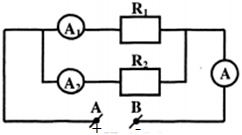 A₁ R₁
A₂ R₂ A
A B
+